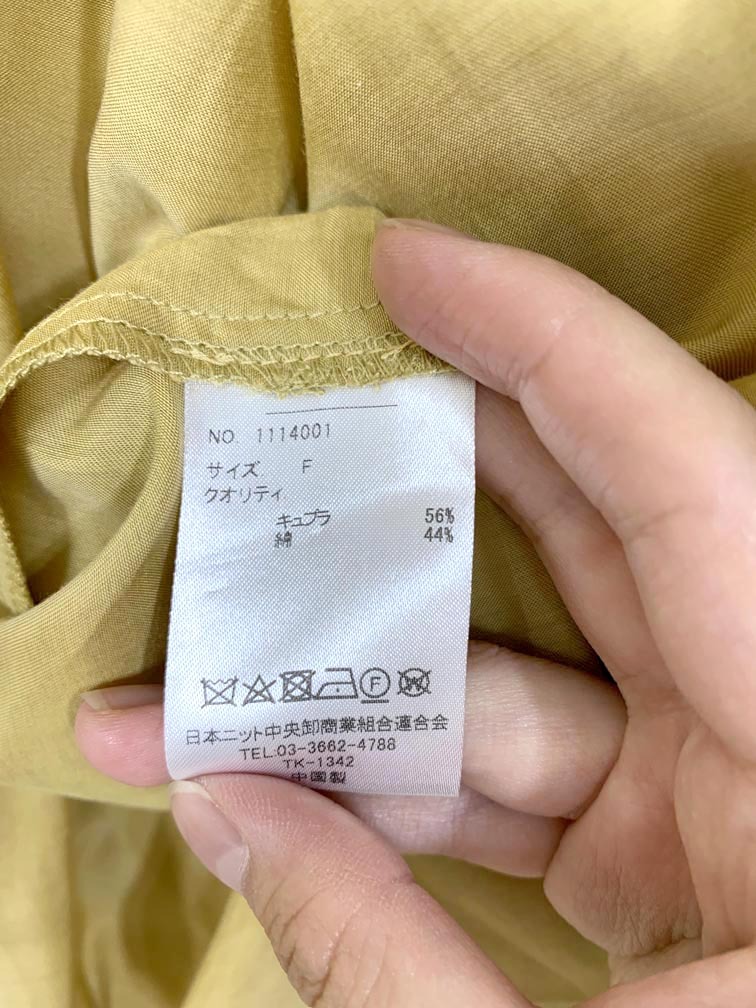 NO. 1114001
サイズ F
クオリティ
キュプラ 56%
綿 44%
F W
日本ニット中央卸商業組合連合会
TEL.03-3662-4788
TK-1342
中国製